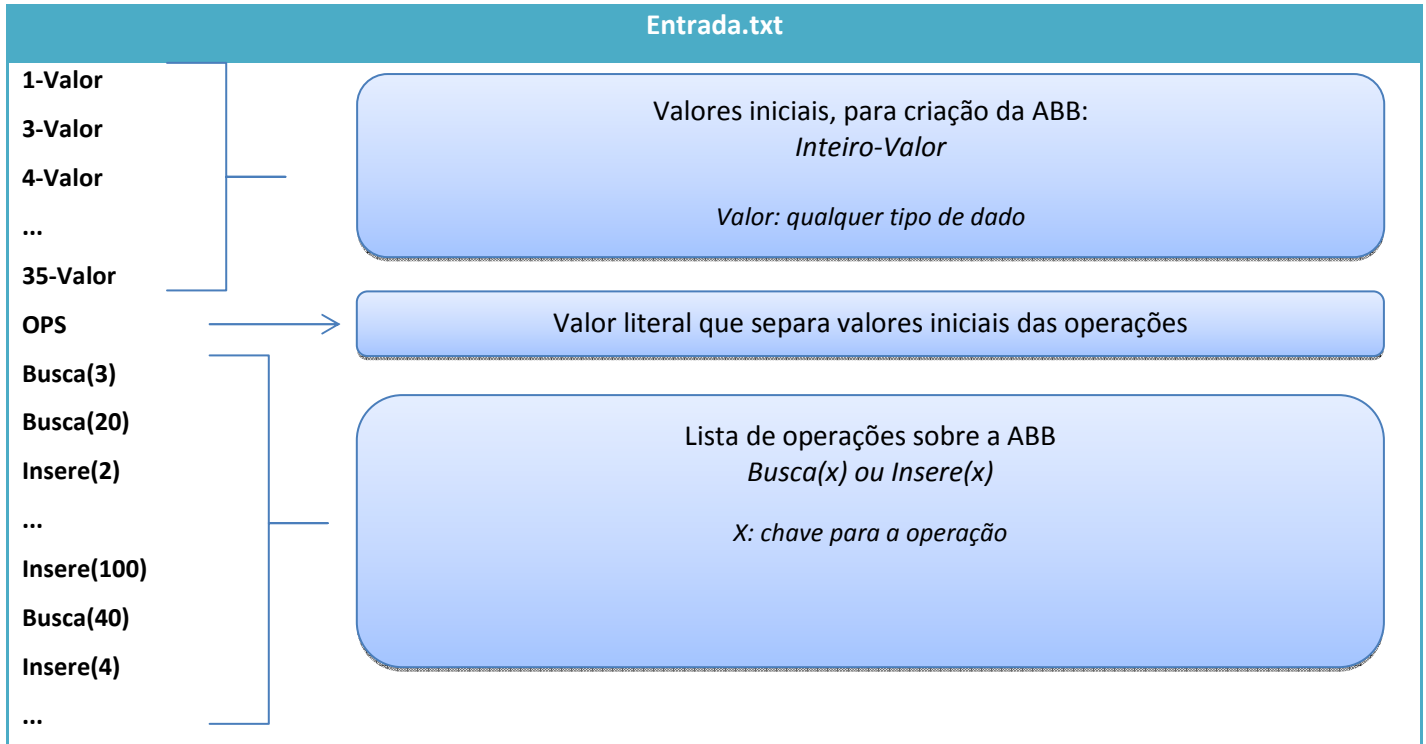 Entrada.txt
1-Valor
3-Valor
4-Valor
...
35-Valor
Valores iniciais, para criação da ABB:
Inteiro-Valor
Valor: qualquer tipo de dado
OPS
Valor literal que separa valores iniciais das operações
Busca(3)
Busca(20)
Insere(2)
...
Insere(100)
Busca(40)
Insere(4)
...
Lista de operações sobre a ABB
Busca(x) ou Insere(x)
X: chave para a operação